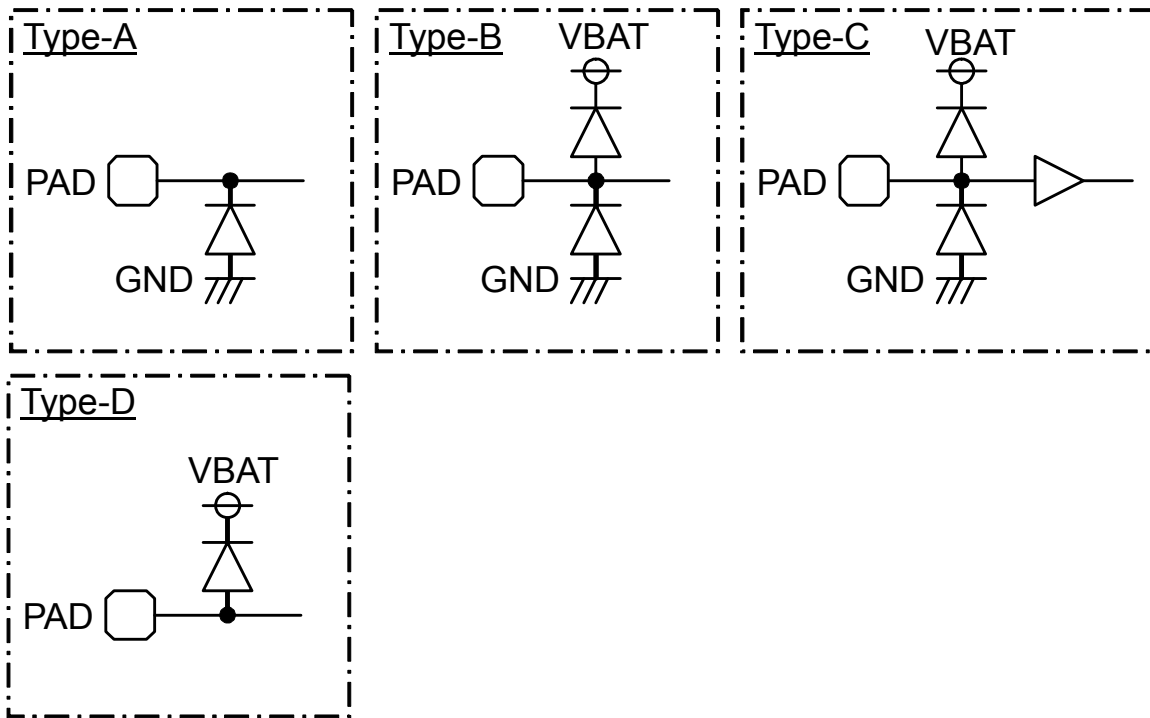 Type-A
PAD
GND
Type-B
VBAT
PAD
GND
Type-C
VBAT
PAD
GND
Type-D
VBAT
PAD